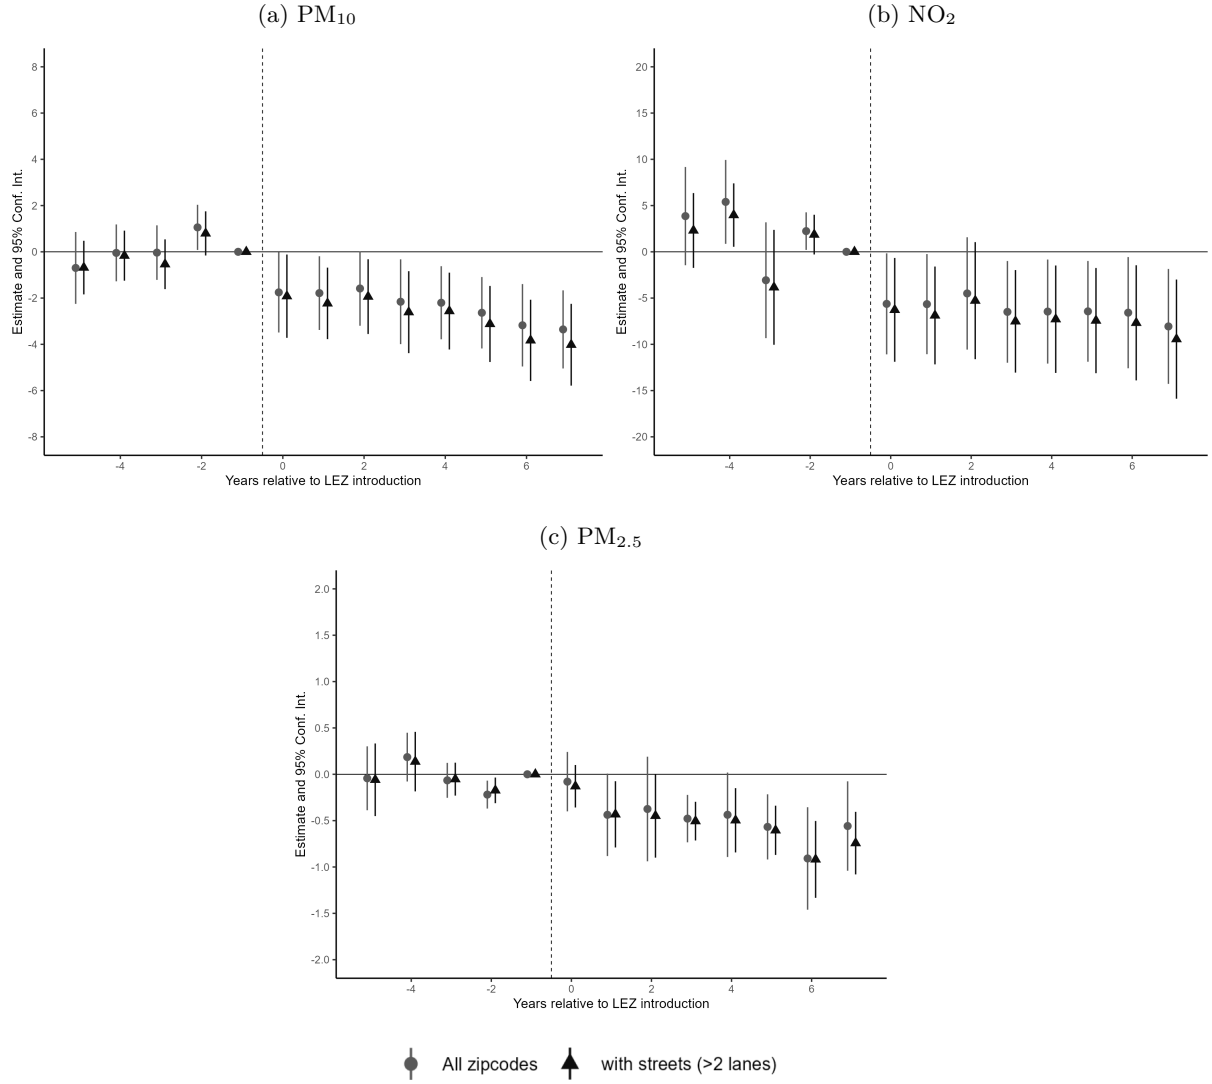 (a) PM₁₀
8
6
4
2
0
-2
-4
-6
-8
Estimate and 95% Conf. Int.
-4 -2 0 2 4 6
Years relative to LEZ introduction
(b) NO₂
20
15
10
5
0
-5
-10
-15
-20
Estimate and 95% Conf. Int.
-4 -2 0 2 4 6
Years relative to LEZ introduction
(c) PM₂.₅
2.0
1.5
1.0
0.5
0.0
-0.5
-1.0
-1.5
-2.0
Estimate and 95% Conf. Int.
-4 -2 0 2 4 6
Years relative to LEZ introduction
All zipcodes with streets (>2 lanes)